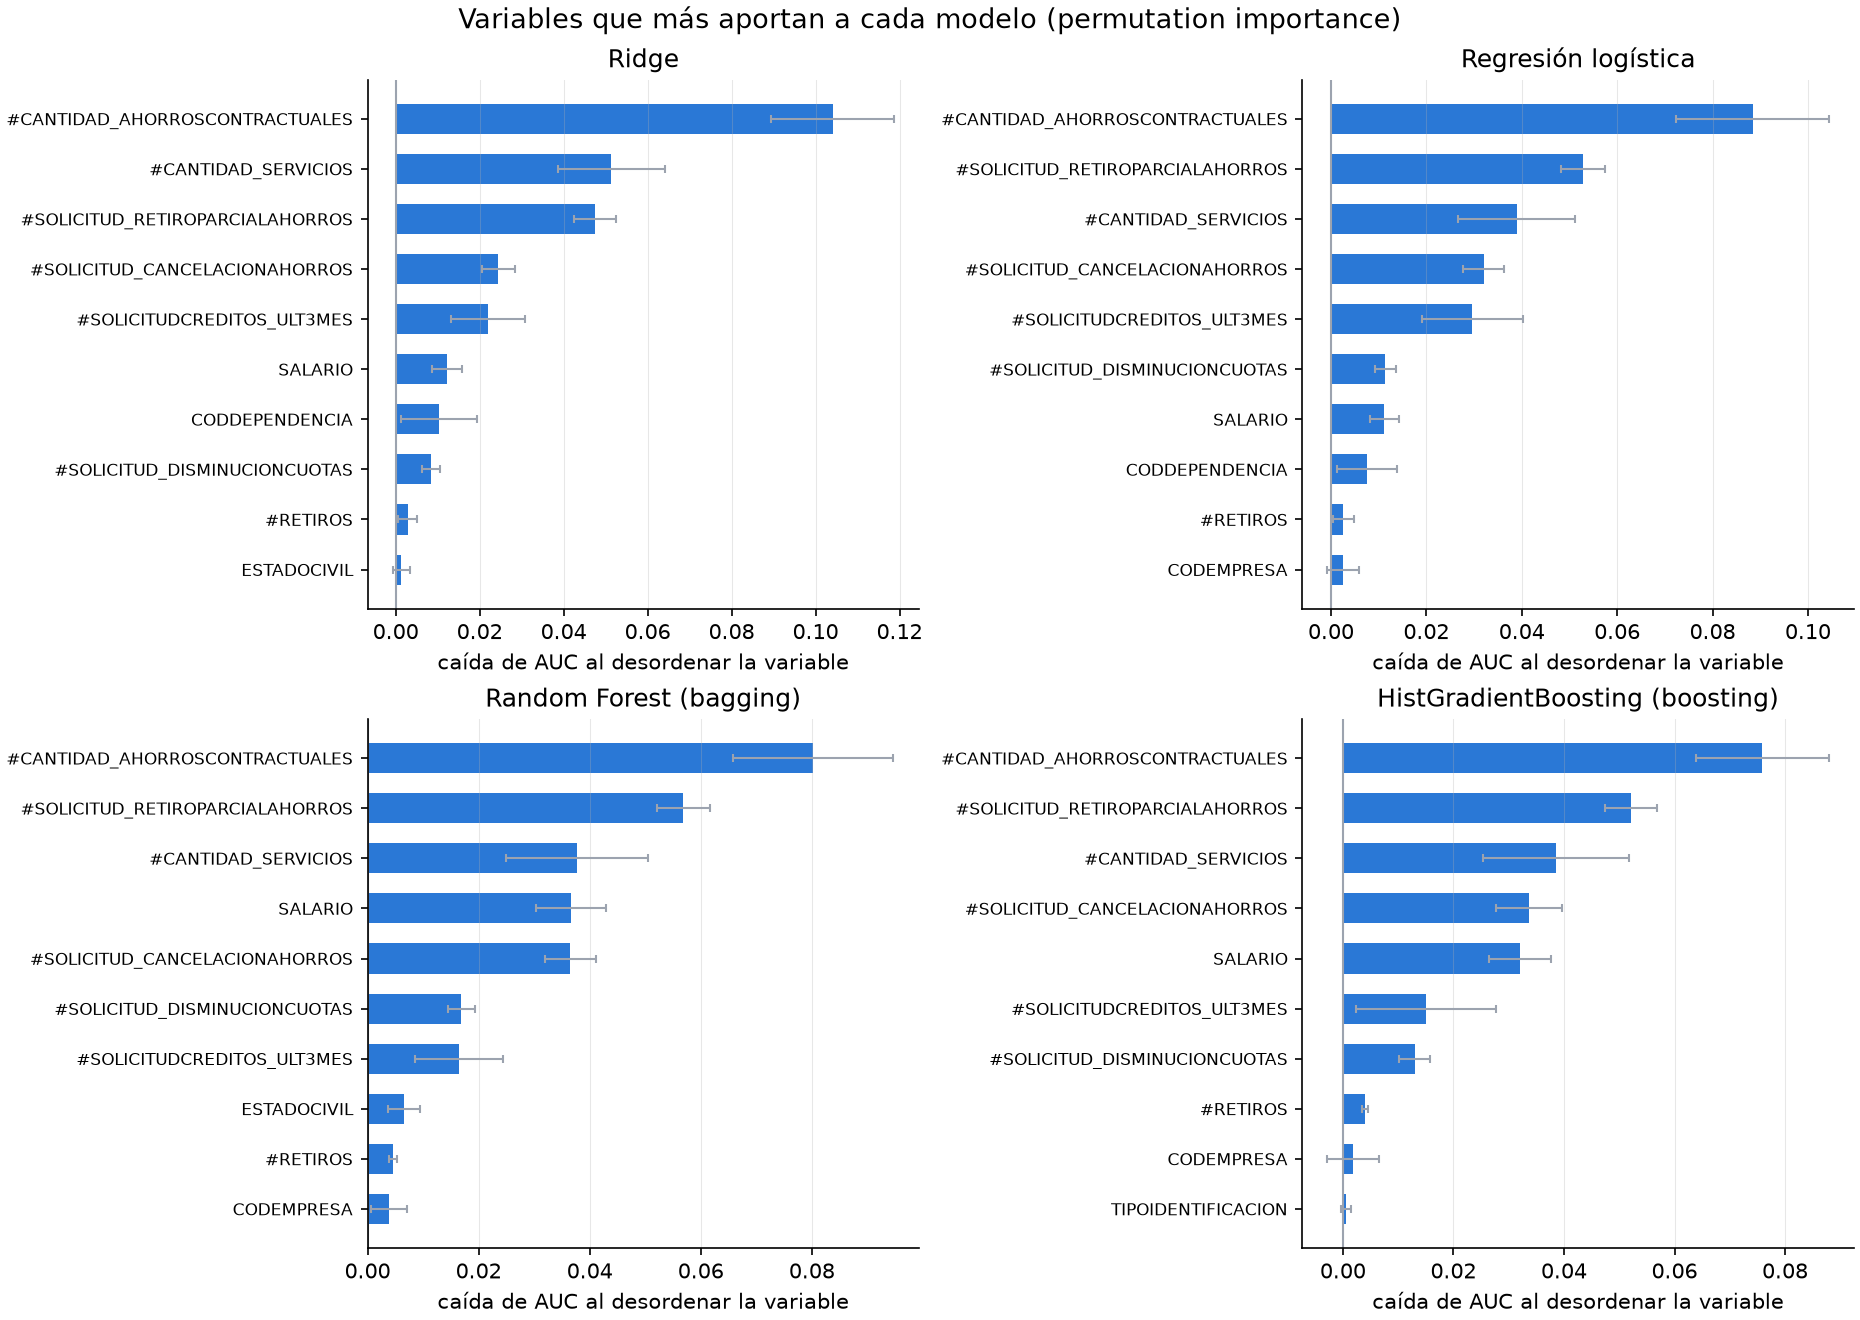 Variables que más aportan a cada modelo (permutation importance)
Ridge
#CANTIDAD_AHORROSCONTRACTUALES
#CANTIDAD_SERVICIOS
#SOLICITUD_RETIROPARCIALAHORROS
#SOLICITUD_CANCELACIONAHORROS
#SOLICITUDCREDITOS_ULT3MES
SALARIO
CODDEPENDENCIA
#SOLICITUD_DISMINUCIONCUOTAS
#RETIROS
ESTADOCIVIL
0.00 0.02 0.04 0.06 0.08 0.10 0.12
caída de AUC al desordenar la variable
Regresión logística
#CANTIDAD_AHORROSCONTRACTUALES
#SOLICITUD_RETIROPARCIALAHORROS
#CANTIDAD_SERVICIOS
#SOLICITUD_CANCELACIONAHORROS
#SOLICITUDCREDITOS_ULT3MES
#SOLICITUD_DISMINUCIONCUOTAS
SALARIO
CODDEPENDENCIA
#RETIROS
CODEMPRESA
0.00 0.02 0.04 0.06 0.08 0.10
caída de AUC al desordenar la variable
Random Forest (bagging)
#CANTIDAD_AHORROSCONTRACTUALES
#SOLICITUD_RETIROPARCIALAHORROS
#CANTIDAD_SERVICIOS
SALARIO
#SOLICITUD_CANCELACIONAHORROS
#SOLICITUD_DISMINUCIONCUOTAS
#SOLICITUDCREDITOS_ULT3MES
ESTADOCIVIL
#RETIROS
CODEMPRESA
0.00 0.02 0.04 0.06 0.08
caída de AUC al desordenar la variable
HistGradientBoosting (boosting)
#CANTIDAD_AHORROSCONTRACTUALES
#SOLICITUD_RETIROPARCIALAHORROS
#CANTIDAD_SERVICIOS
#SOLICITUD_CANCELACIONAHORROS
SALARIO
#SOLICITUDCREDITOS_ULT3MES
#SOLICITUD_DISMINUCIONCUOTAS
#RETIROS
CODEMPRESA
TIPOIDENTIFICACION
0.00 0.02 0.04 0.06 0.08
caída de AUC al desordenar la variable